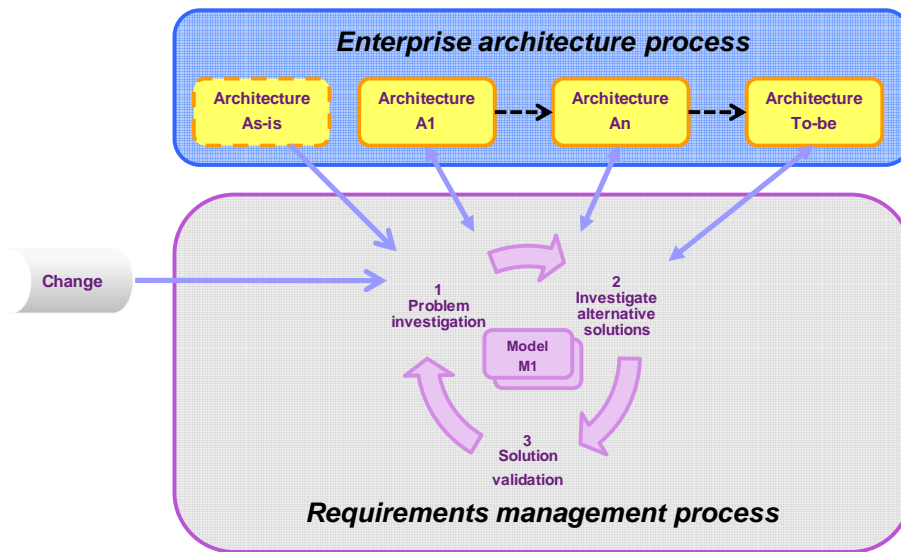 Enterprise architecture process
Architecture
As-is
Architecture
A1
Architecture
An
Architecture
To-be
Change
1
Problem
investigation
2
Investigate
alternative
solutions
Model
M1
3
Solution
validation
Requirements management process